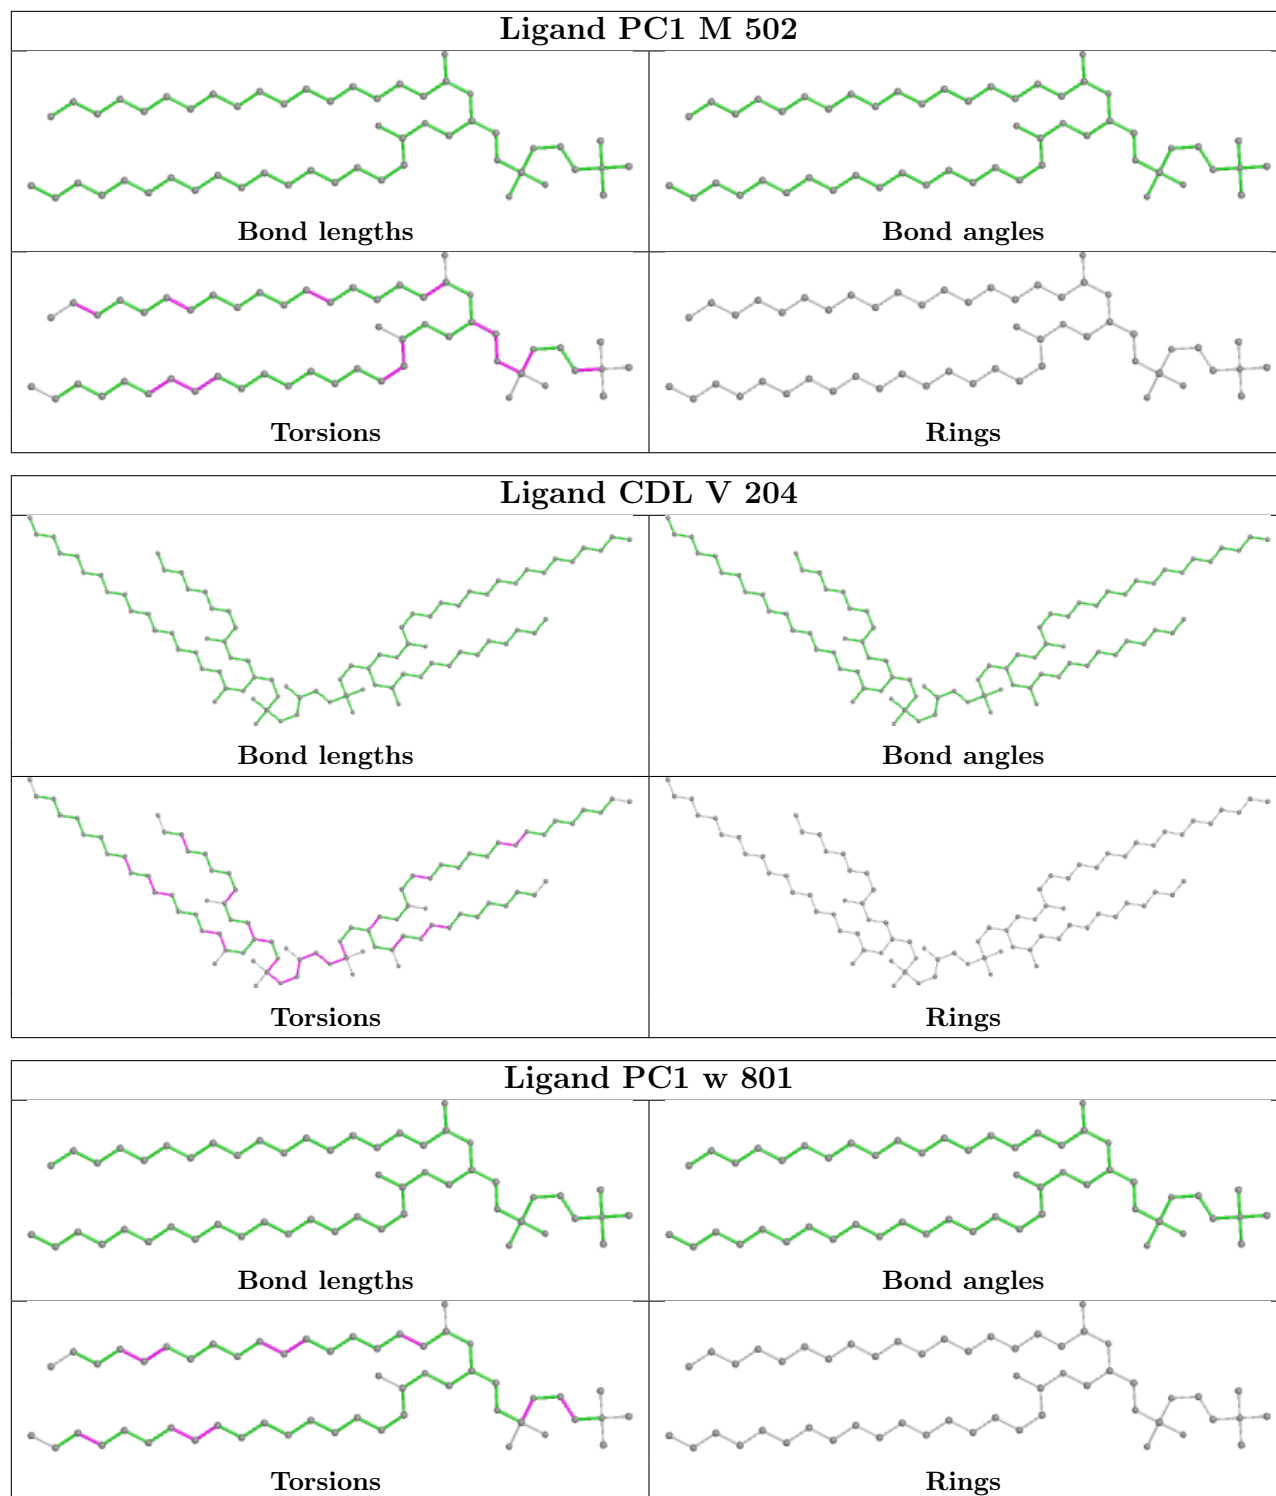 Ligand PC1 M 502
Bond lengths
Bond angles
Torsions
Rings
Ligand CDL V 204
Bond lengths
Bond angles
Torsions
Rings
Ligand PC1 w 801
Bond lengths
Bond angles
Torsions
Rings